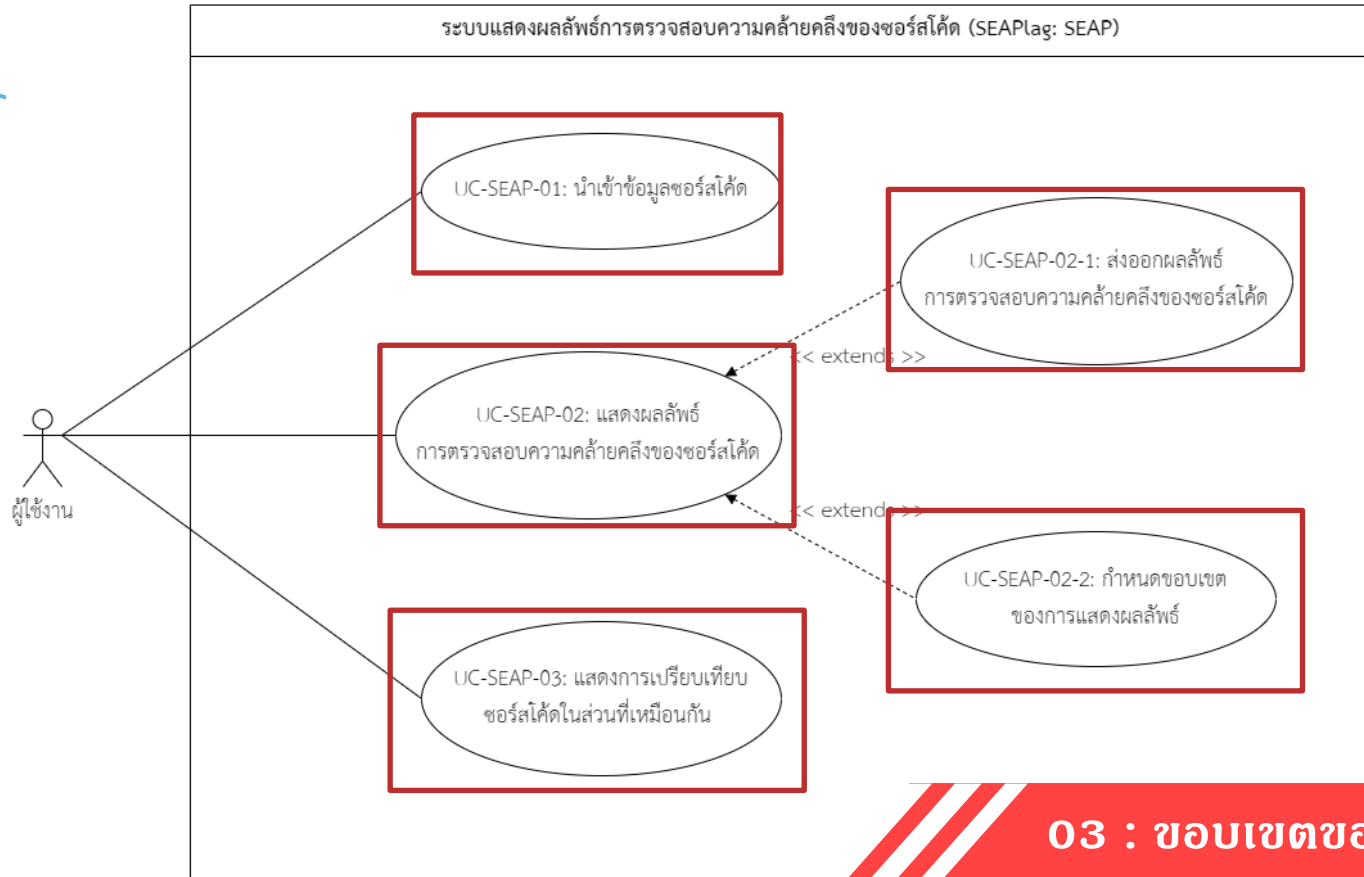 ระบบแสดงผลลัพธ์การตรวจสอบความคล้ายคลึงของซอร์สโค้ด (SEAPlag: SEAP)
UC-SEAP-01: นำเข้าข้อมูลซอร์สโค้ด
UC-SEAP-02-1: ส่งออกผลลัพธ์
การตรวจสอบความคล้ายคลึงของซอร์สโค้ด
<< extends >>
UC-SEAP-02: แสดงผลลัพธ์
การตรวจสอบความคล้ายคลึงของซอร์สโค้ด
ผู้ใช้งาน
<< extends >>
UC-SEAP-02-2: กำหนดขอบเขต
ของการแสดงผลลัพธ์
UC-SEAP-03: แสดงการเปรียบเทียบ
ซอร์สโค้ดในส่วนที่เหมือนกัน
03 : ขอบเขตขอ